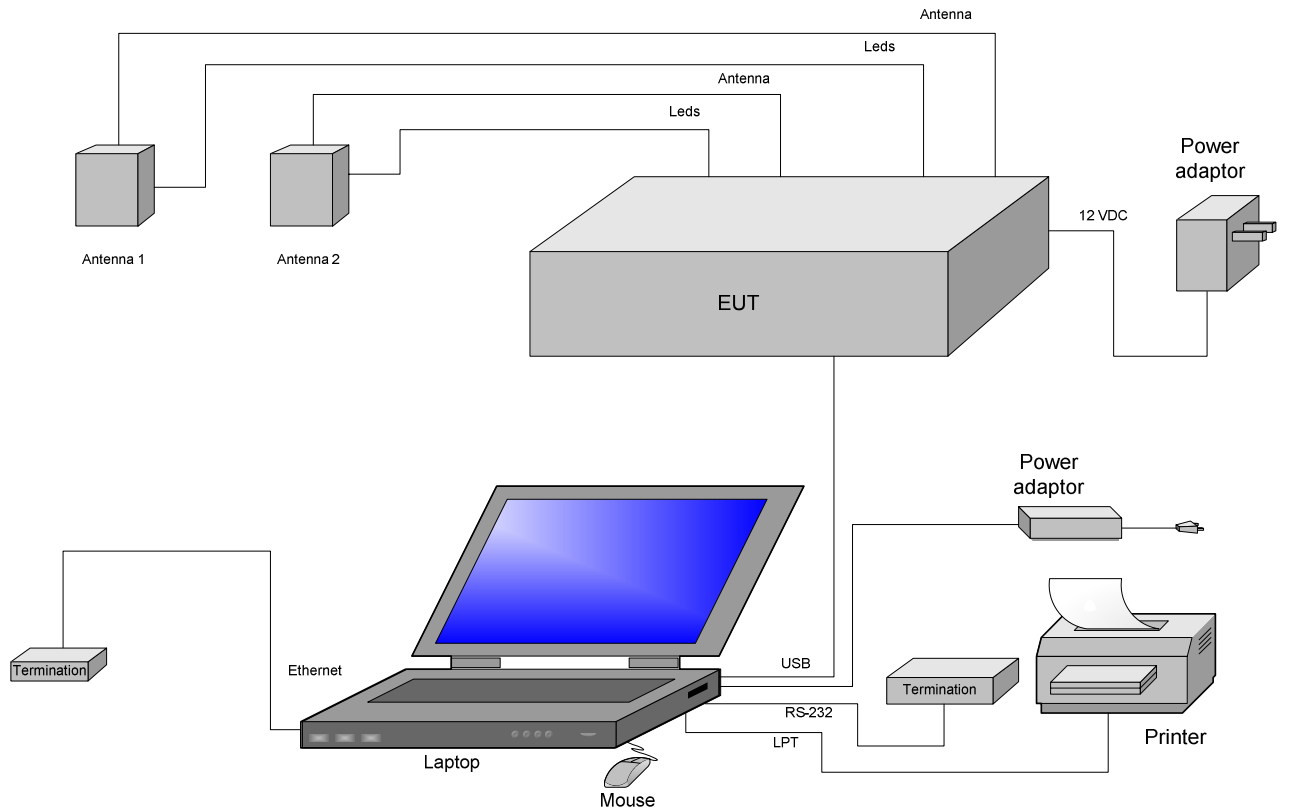 Antenna
Leds
Antenna
Leds
Power
adaptor
12 VDC
Antenna 1
Antenna 2
EUT
Power
adaptor
Termination
Ethernet
USB
Termination
RS-232
LPT
Printer
Laptop
Mouse